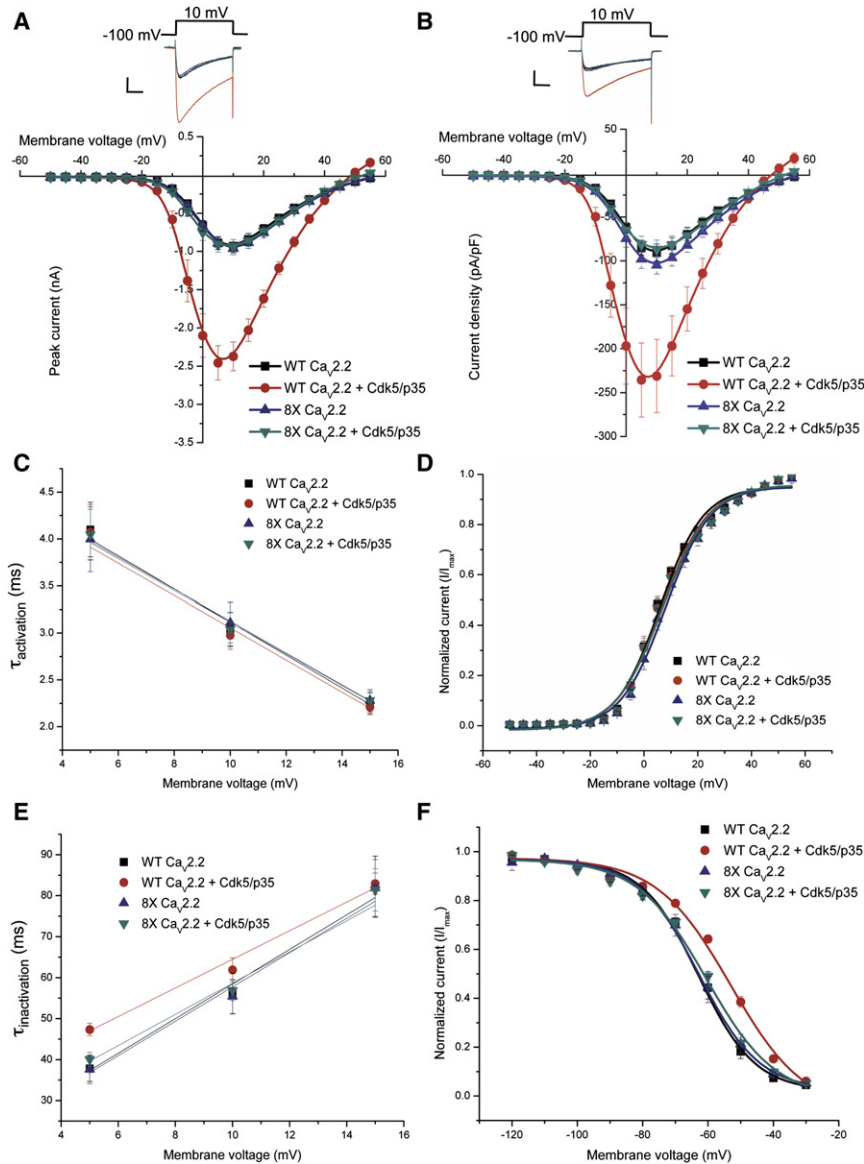 A
10 mV
-100 mV
Membrane voltage (mV)
-60 -40 -20 0 20 40 60
0.5
0.0
-0.5
-1.0
-1.5
-2.0
-2.5
-3.0
-3.5
Peak current (nA)
WT CaV2.2
WT CaV2.2 + Cdk5/p35
8X CaV2.2
8X CaV2.2 + Cdk5/p35
B
10 mV
-100 mV
Membrane voltage (mV)
-60 -40 -20 0 20 40 60
50
-50
-100
-150
-200
-250
-300
Current density (pA/pF)
WT CaV2.2
WT CaV2.2 + Cdk5/p35
8X CaV2.2
8X CaV2.2 + Cdk5/p35
C
4.5
4.0
3.5
3.0
2.5
2.0
τactivation (ms)
WT CaV2.2
WT CaV2.2 + Cdk5/p35
8X CaV2.2
8X CaV2.2 + Cdk5/p35
4 6 8 10 12 14 16
Membrane voltage (mV)
D
1.0
0.8
0.6
0.4
0.2
0.0
Normalized current (I/Imax)
WT CaV2.2
WT CaV2.2 + Cdk5/p35
8X CaV2.2
8X CaV2.2 + Cdk5/p35
-60 -40 -20 0 20 40 60
Membrane voltage (mV)
E
90
80
70
60
50
40
30
τinactivation (ms)
WT CaV2.2
WT CaV2.2 + Cdk5/p35
8X CaV2.2
8X CaV2.2 + Cdk5/p35
4 6 8 10 12 14 16
Membrane voltage (mV)
F
1.0
0.8
0.6
0.4
0.2
0.0
Normalized current (I/Imax)
WT CaV2.2
WT CaV2.2 + Cdk5/p35
8X CaV2.2
8X CaV2.2 + Cdk5/p35
-120 -100 -80 -60 -40 -20
Membrane voltage (mV)